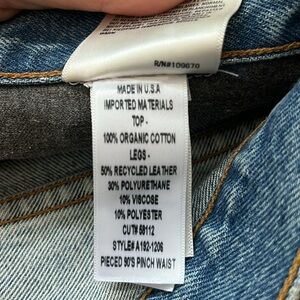 R/N#109670
MADE IN U.S.A
IMPORTED MATERIALS
TOP -
100% ORGANIC COTTON
LEGS -
50% RECYCLED LEATHER
30% POLYURETHANE
10% VISCOSE
10% POLYESTER
CUT# 58112
STYLE# A192-1206
PIECED 90'S PINCH WAIST